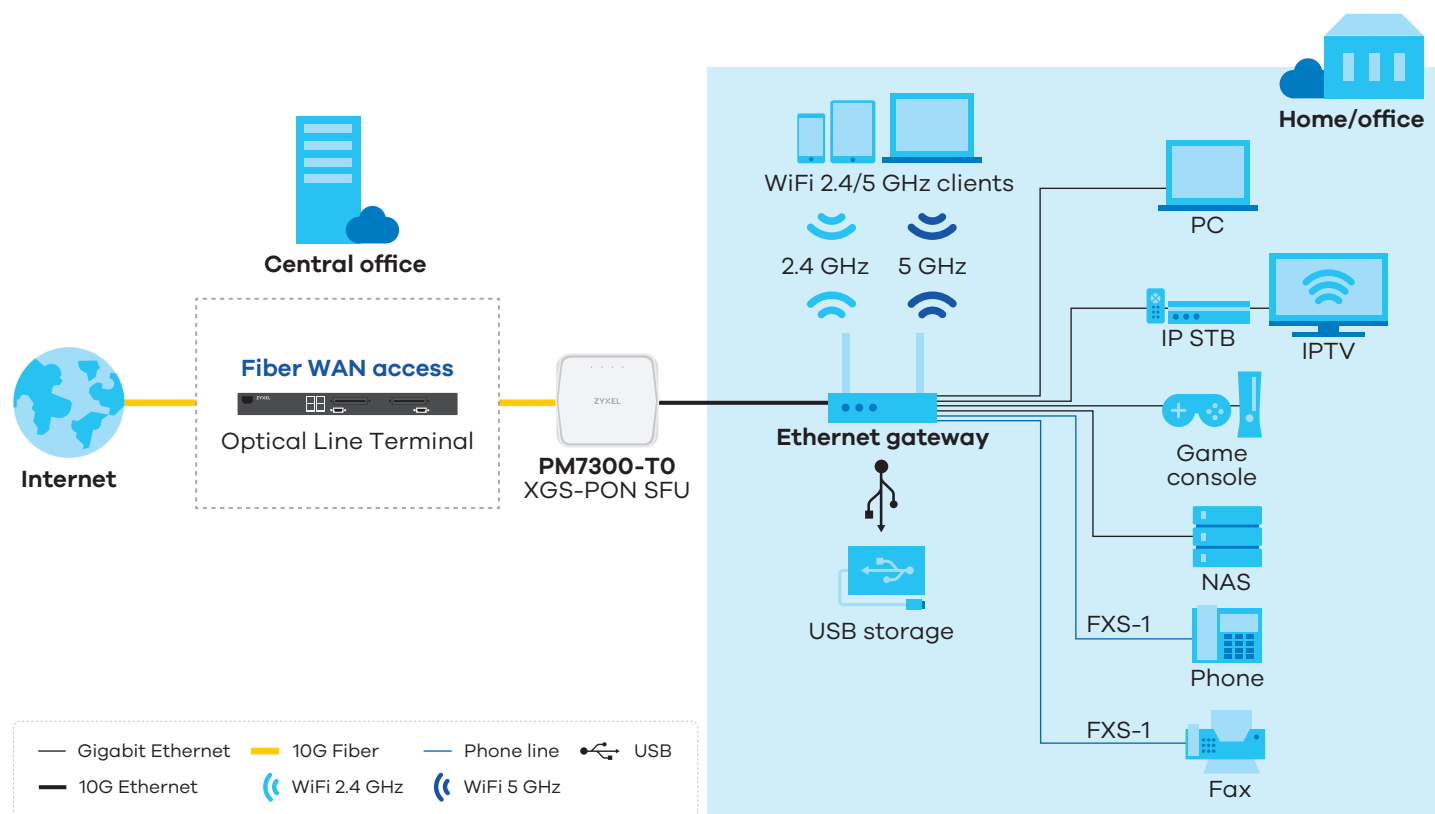 Home/office
WiFi 2.4/5 GHz clients
PC
Central office
2.4 GHz
5 GHz
IP STB
IPTV
Fiber WAN access
ZYXEL
ZYXEL
Optical Line Terminal
Internet
PM7300-T0
XGS-PON SFU
Ethernet gateway
Game
console
NAS
USB storage
FXS-1
Phone
FXS-1
Fax
Gigabit Ethernet
10G Fiber
Phone line
USB
10G Ethernet
WiFi 2.4 GHz
WiFi 5 GHz